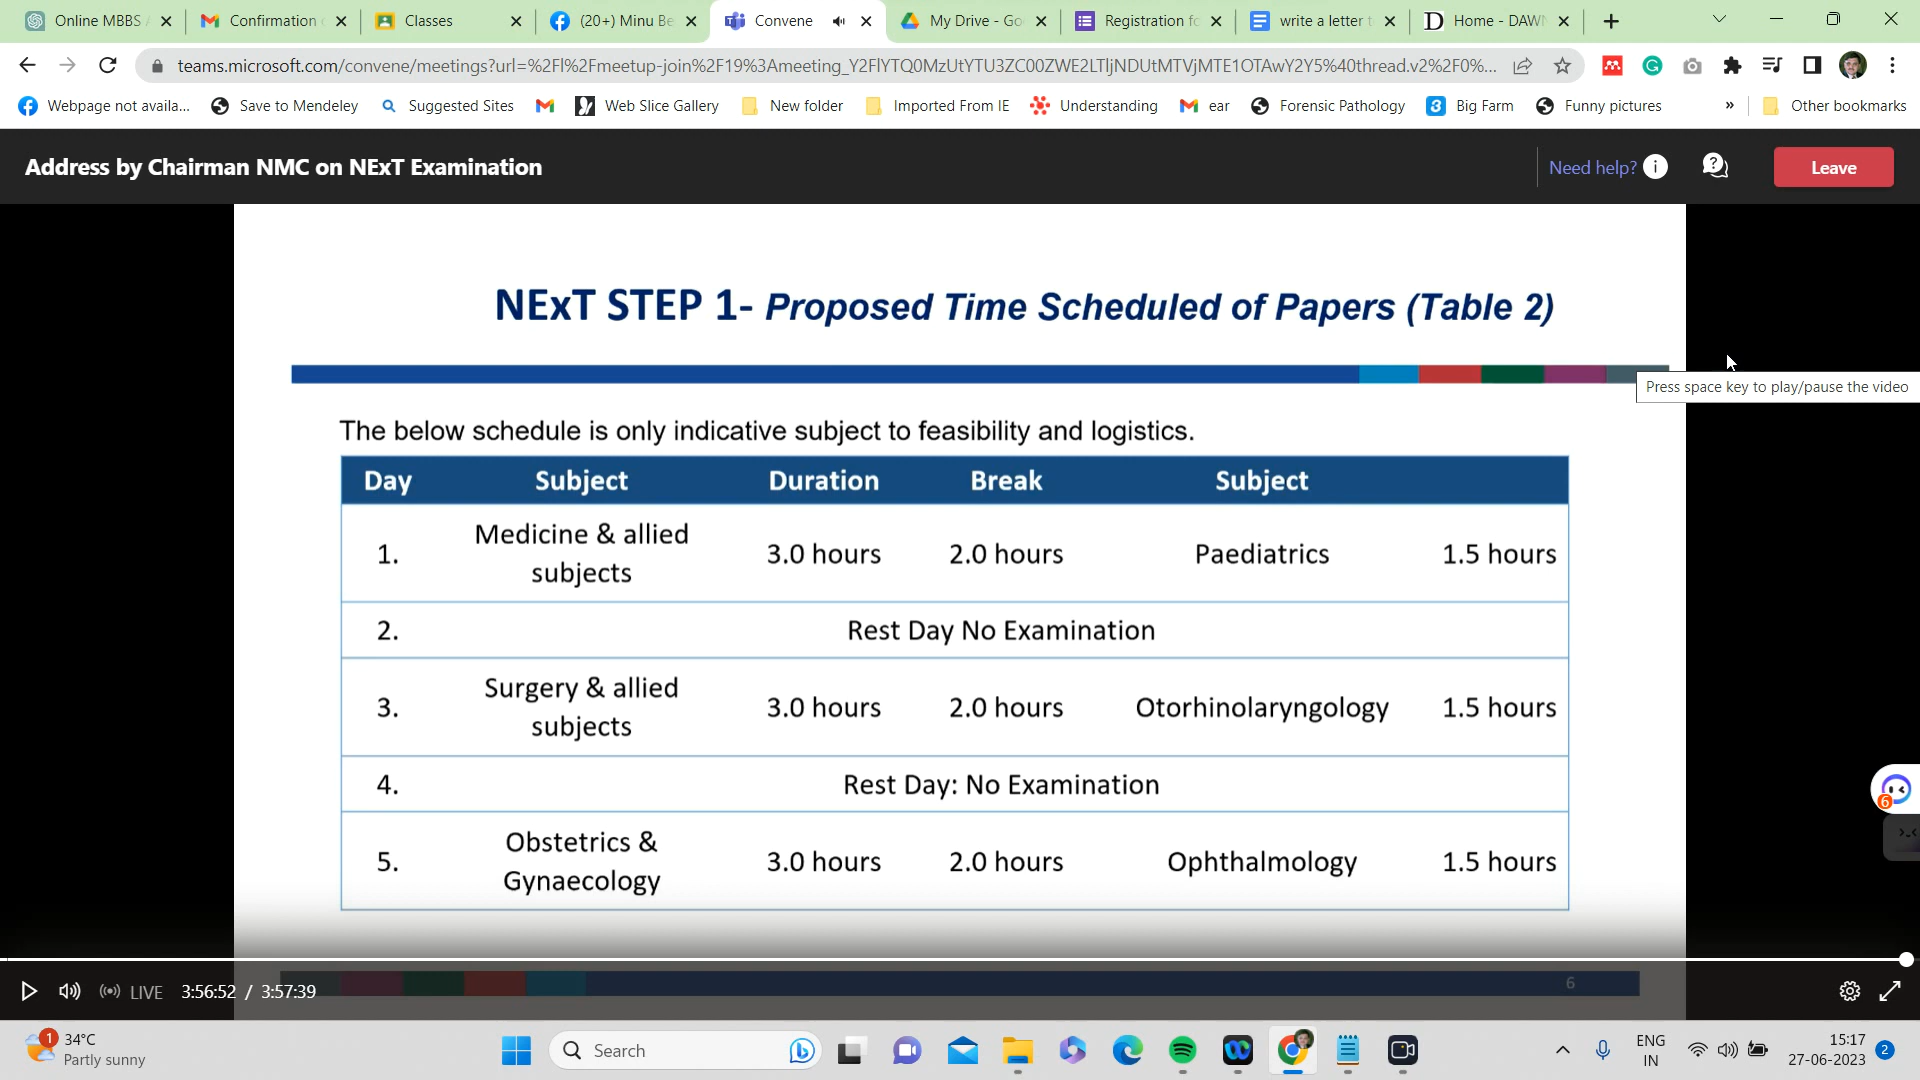 Online MBBS
Confirmation
Classes
(20+) Minu Be
Convene
My Drive - Go
Registration fo
write a letter t
Home - DAWN
teams.microsoft.com/convene/meetings?url=%2Fl%2Fmeetup-join%2F19%3Ameeting_Y2FlYTQ0MzUtYTU3ZC00ZWE2LTljNDUtMTVjMTE1OTAwY2Y5%40thread.v2%2F0%...
Webpage not availa...
Save to Mendeley
Suggested Sites
Web Slice Gallery
New folder
Imported From IE
Understanding
ear
Forensic Pathology
Big Farm
Funny pictures
»
Other bookmarks
Address by Chairman NMC on NExT Examination
Need help?
Leave
NExT STEP 1- Proposed Time Scheduled of Papers (Table 2)
Press space key to play/pause the video
The below schedule is only indicative subject to feasibility and logistics.
Day Subject Duration Break Subject
1. Medicine & allied subjects 3.0 hours 2.0 hours Paediatrics 1.5 hours
2. Rest Day No Examination
3. Surgery & allied subjects 3.0 hours 2.0 hours Otorhinolaryngology 1.5 hours
4. Rest Day: No Examination
5. Obstetrics & Gynaecology 3.0 hours 2.0 hours Ophthalmology 1.5 hours
6
LIVE 3:56:52 / 3:57:39
6
1
34°C
Partly sunny
Search
ENG
IN
15:17
27-06-2023
2